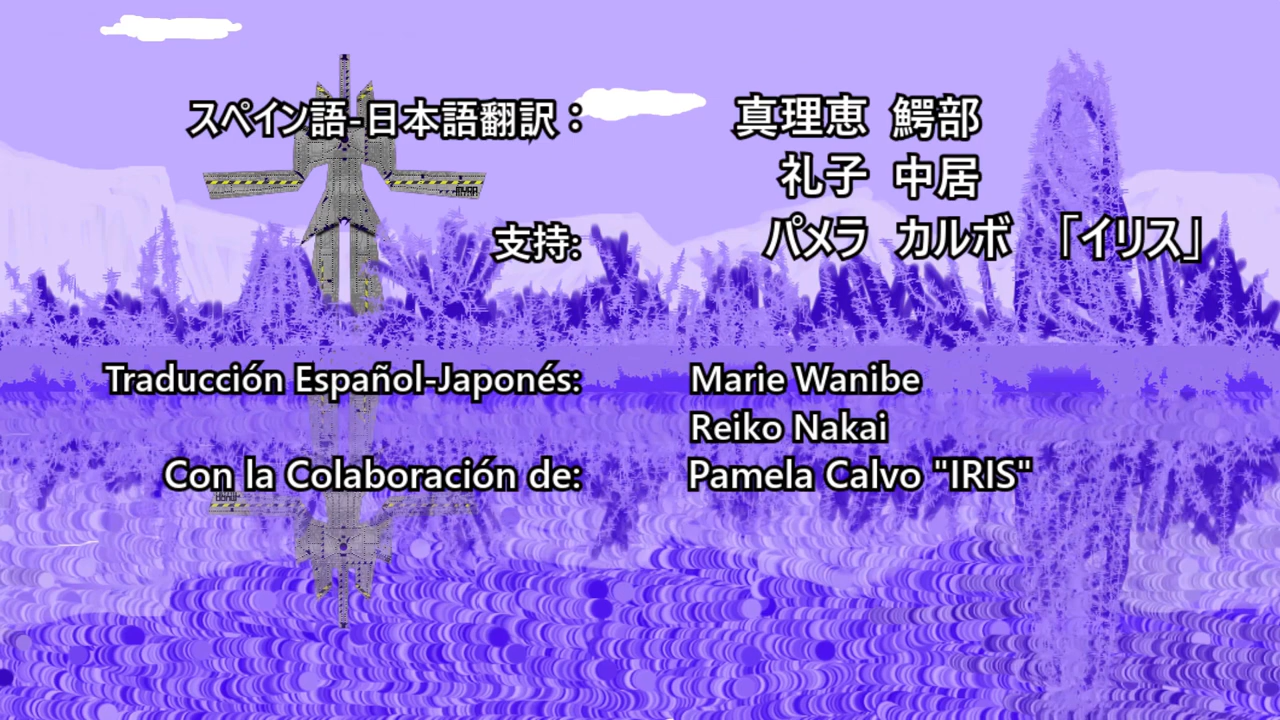 スペイン語-日本語翻訳： 真理恵 鰐部
礼子 中居
支持: パメラ カルボ 「イリス」
Traducción Español-Japonés: Marie Wanibe
Reiko Nakai
Con la Colaboración de: Pamela Calvo "IRIS"